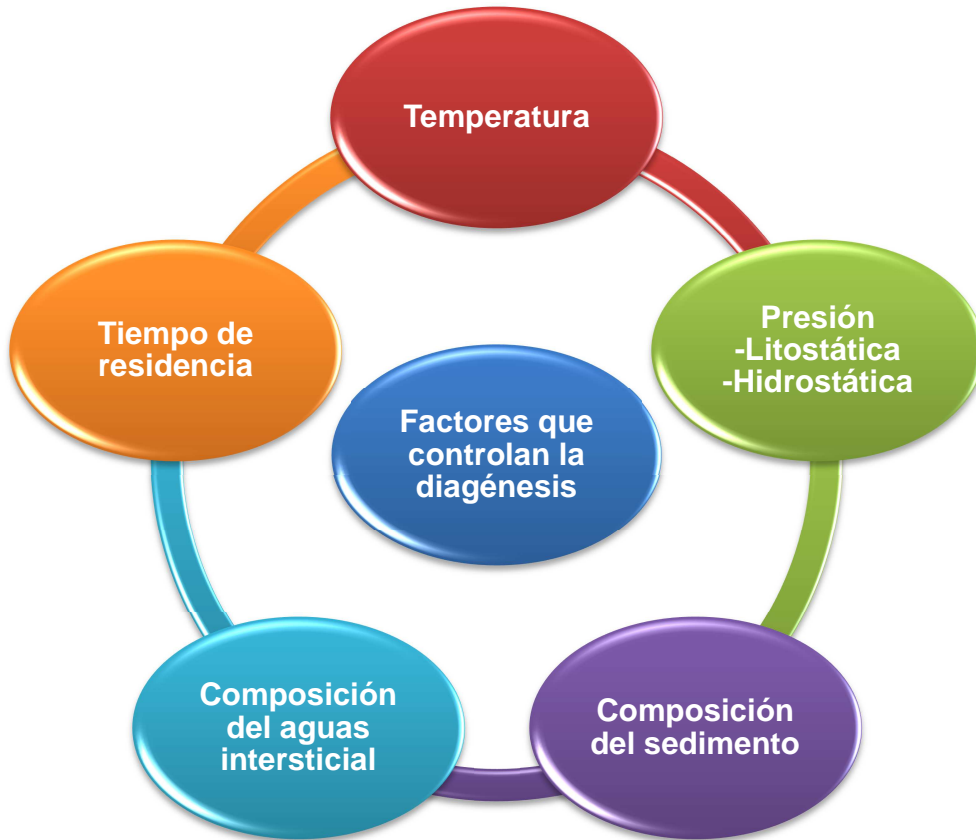 Temperatura
Presión
-Litostática
-Hidrostática
Composición
del sedimento
Composición
del aguas
intersticial
Tiempo de
residencia
Factores que
controlan la
diagénesis